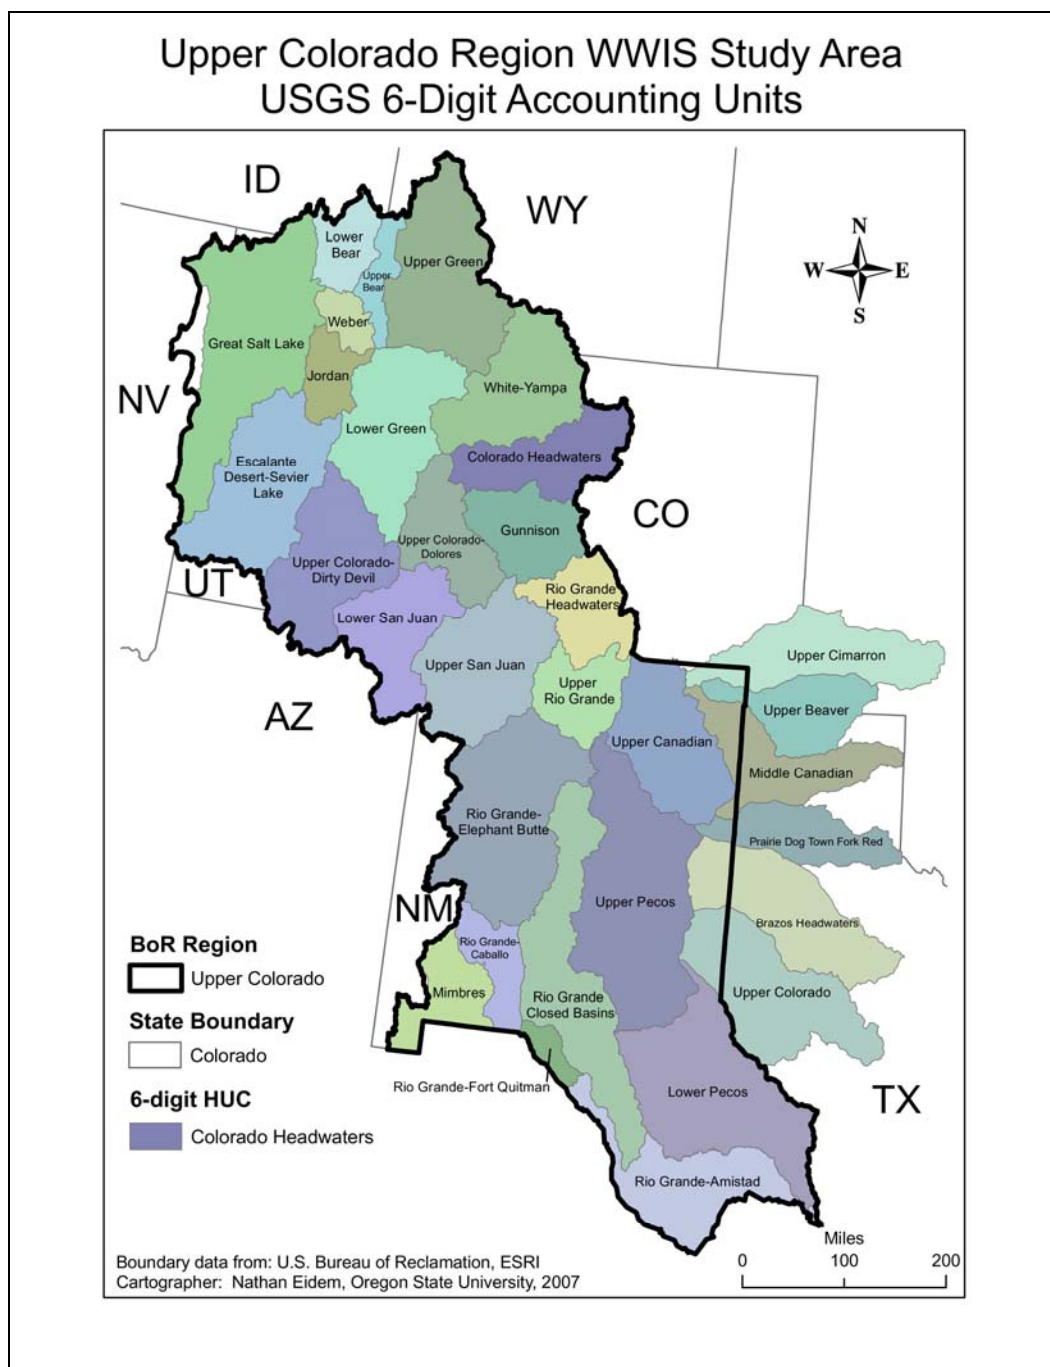 Upper Colorado Region WWIS Study Area
USGS 6-Digit Accounting Units
ID
WY
N
W
E
S
Lower
Bear
Upper
Bear
Upper Green
Weber
Great Salt Lake
Jordan
NV
White-Yampa
Lower Green
Colorado Headwaters
Escalante
Desert-Sevier
Lake
CO
Gunnison
Upper Colorado-
Dolores
Upper Colorado-
Dirty Devil
UT
Rio Grande
Headwaters
Lower San Juan
Upper San Juan
Upper
Rio Grande
Upper Cimarron
AZ
Upper Beaver
Upper Canadian
Middle Canadian
Rio Grande-
Elephant Butte
Prairie Dog Town Fork Red
NM
Upper Pecos
Brazos Headwaters
Rio Grande-
Caballo
Mimbres
Rio Grande
Closed Basins
Upper Colorado
Rio Grande-Fort Quitman
Lower Pecos
TX
Rio Grande-Amistad
BoR Region
Upper Colorado
State Boundary
Colorado
6-digit HUC
Colorado Headwaters
Miles
0
100
200
Boundary data from: U.S. Bureau of Reclamation, ESRI
Cartographer: Nathan Eidem, Oregon State University, 2007